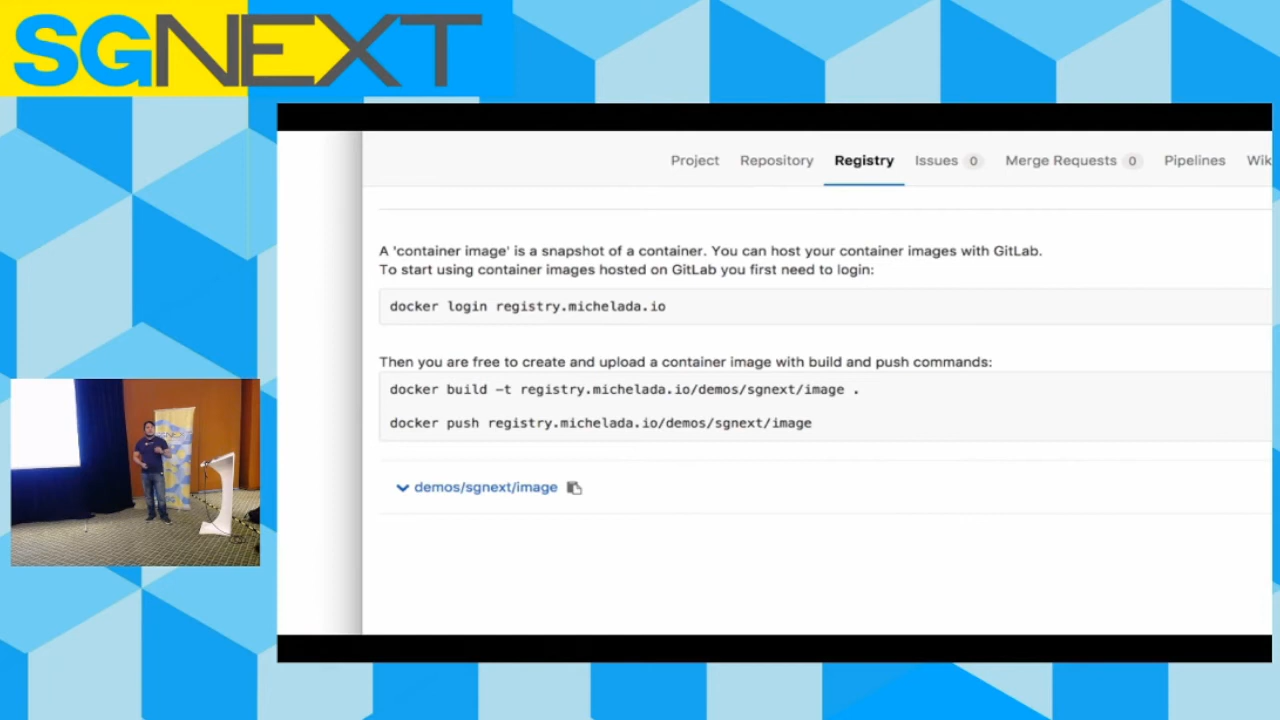 SGNEXT
Project Repository Registry Issues 0 Merge Requests 0 Pipelines Wik
A 'container image' is a snapshot of a container. You can host your container images with GitLab.
To start using container images hosted on GitLab you first need to login:
docker login registry.michelada.io
Then you are free to create and upload a container image with build and push commands:
docker build -t registry.michelada.io/demos/sgnext/image .
docker push registry.michelada.io/demos/sgnext/image
demos/sgnext/image
SGNEXT